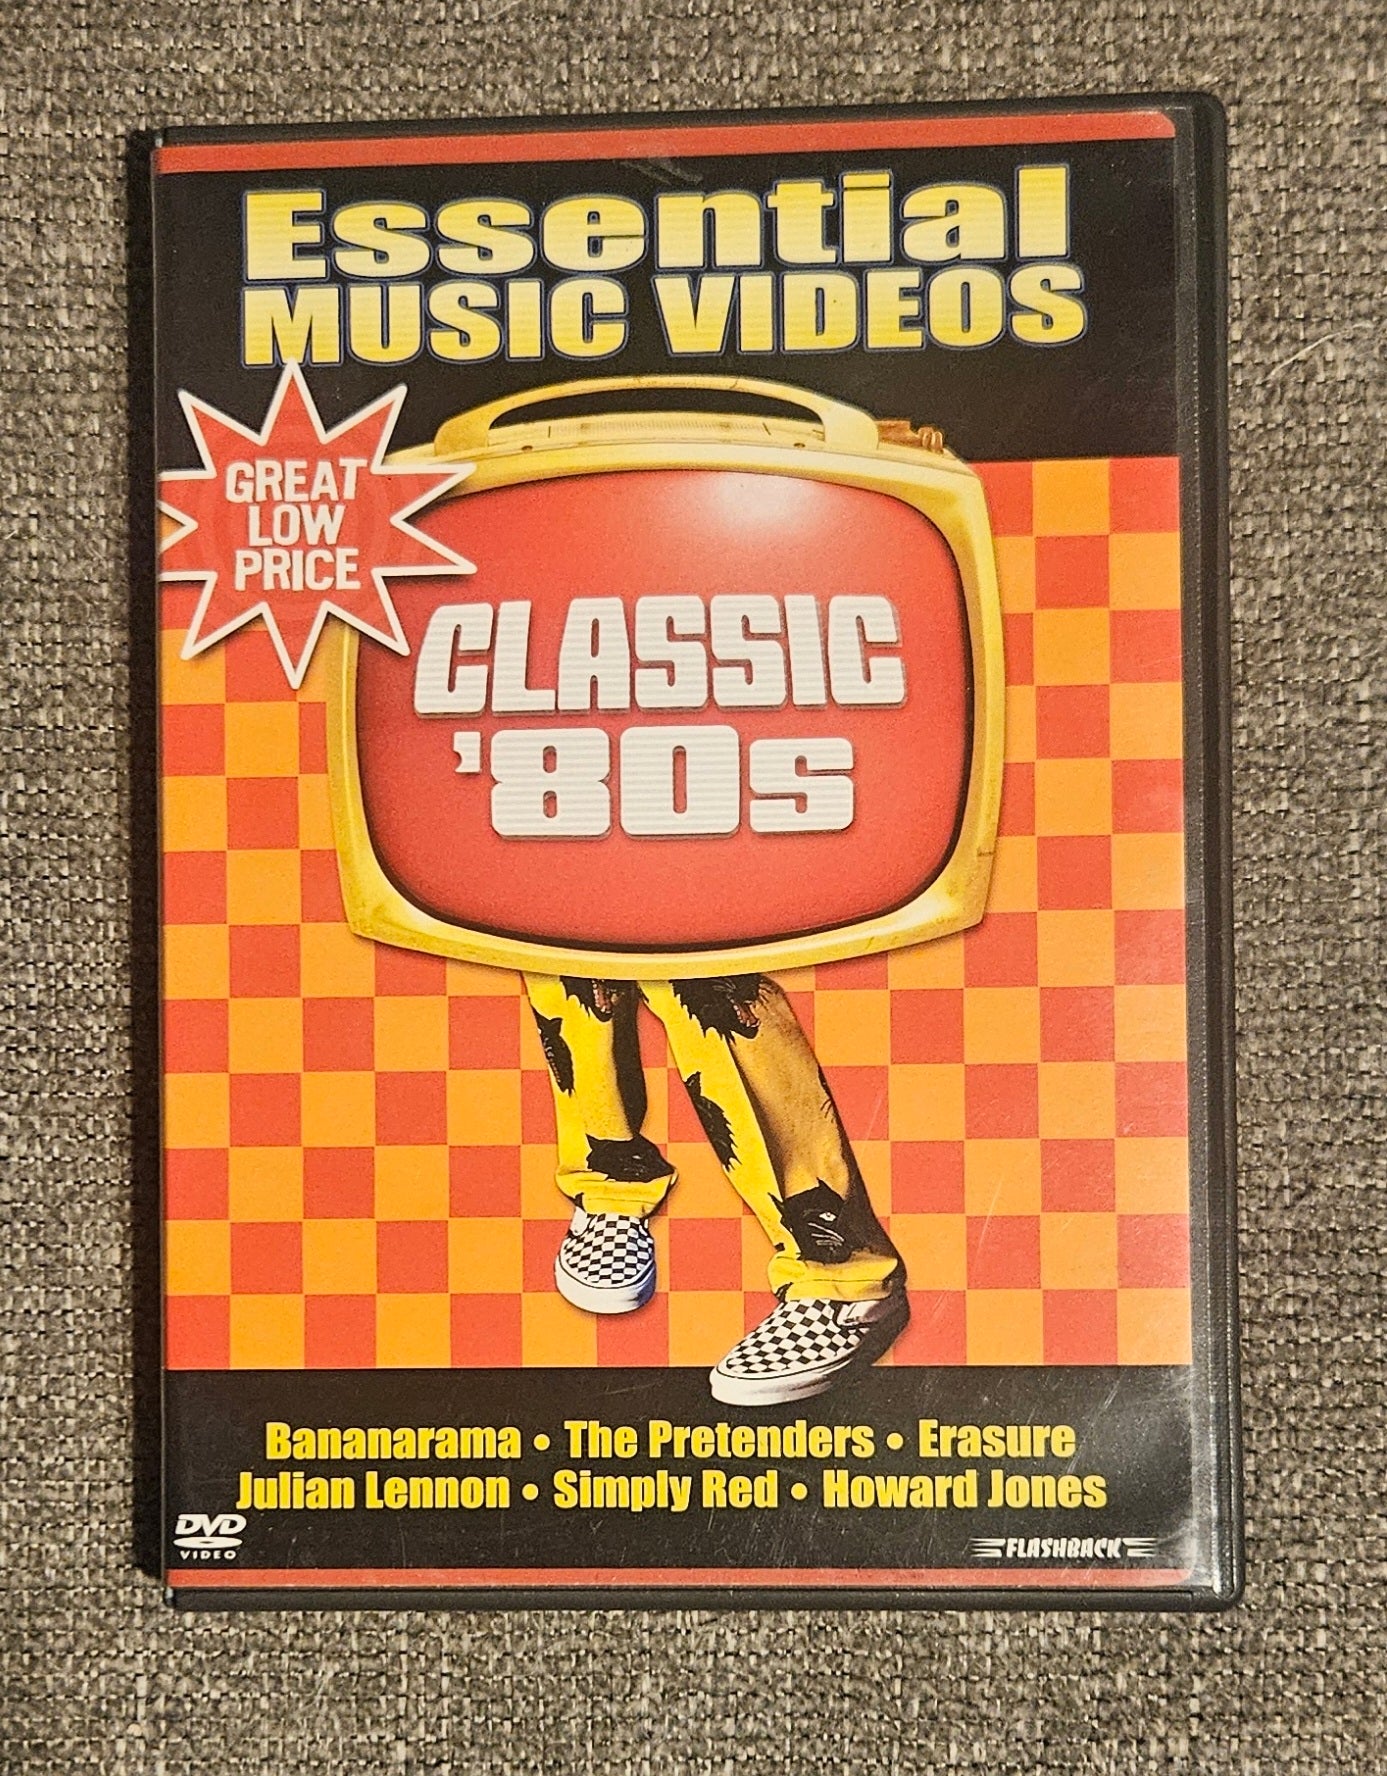 Essential
MUSIC VIDEOS
GREAT
LOW
PRICE
CLASSIC
'80s
Bananarama • The Pretenders • Erasure
Julian Lennon • Simply Red • Howard Jones
DVD
VIDEO
FLASHBACK